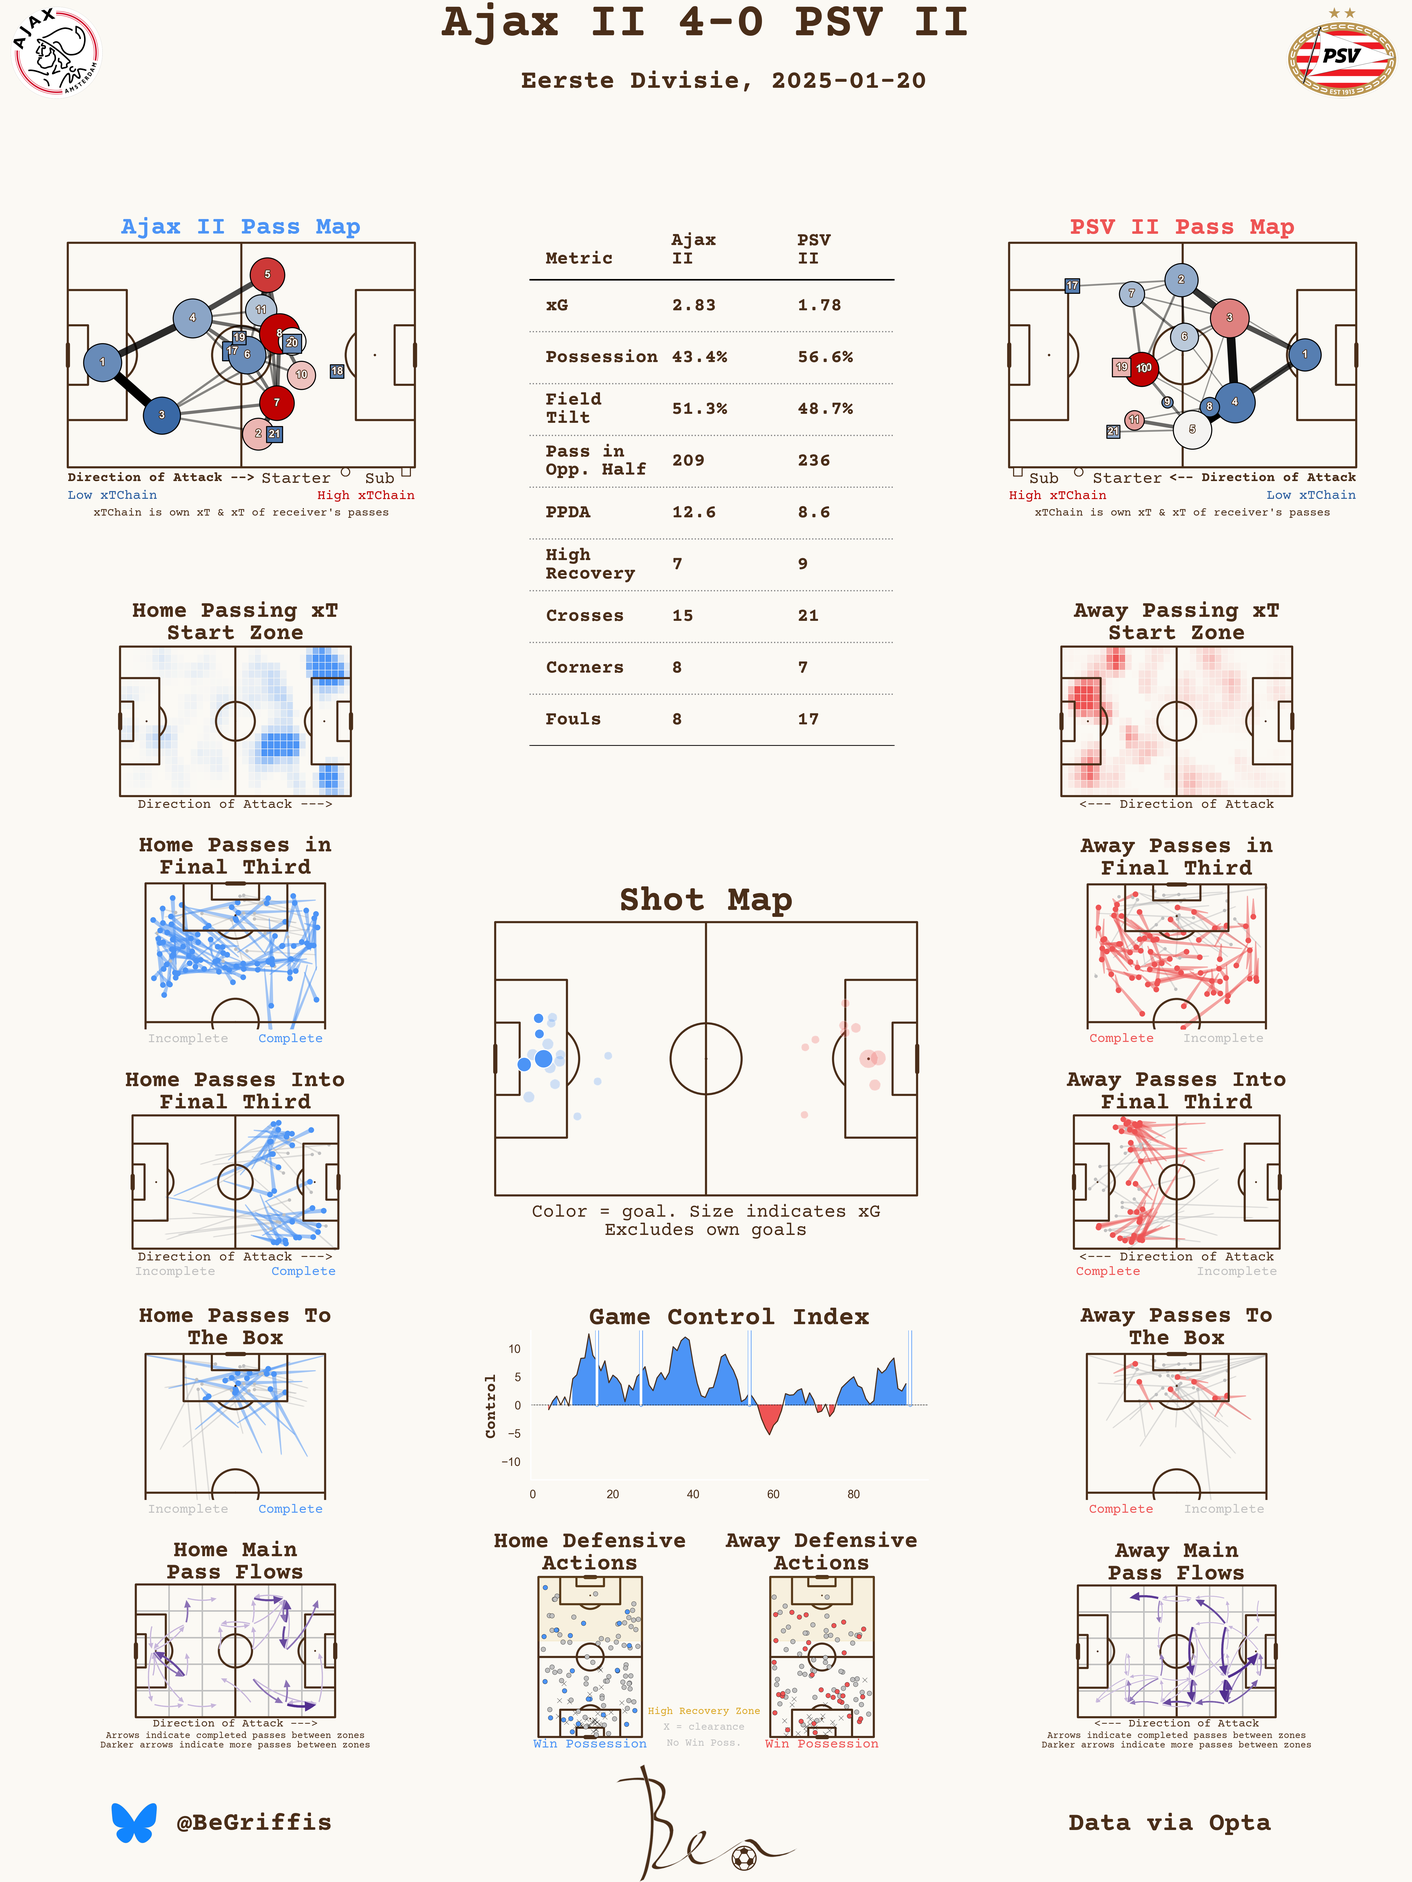 Ajax II 4-0 PSV II
Eerste Divisie, 2025-01-20
AJAX
AMSTERDAM
PSV
EST 1913
Ajax II Pass Map
1
3
4
5
11
8
20
19
17
6
10
18
7
2
21
Direction of Attack --> Starter Sub
Low xTChain High xTChain
xTChain is own xT & xT of receiver's passes
Metric Ajax II PSV II
xG 2.83 1.78
Possession 43.4% 56.6%
Field Tilt 51.3% 48.7%
Pass in Opp. Half 209 236
PPDA 12.6 8.6
High Recovery 7 9
Crosses 15 21
Corners 8 7
Fouls 8 17
PSV II Pass Map
17
7
2
3
6
1
19
10
9
8
4
11
21
5
Sub Starter <-- Direction of Attack
High xTChain Low xTChain
xTChain is own xT & xT of receiver's passes
Home Passing xT
Start Zone
Direction of Attack --->
Away Passing xT
Start Zone
<--- Direction of Attack
Home Passes in
Final Third
Incomplete Complete
Away Passes in
Final Third
Complete Incomplete
Shot Map
Color = goal. Size indicates xG
Excludes own goals
Home Passes Into
Final Third
Direction of Attack --->
Incomplete Complete
Away Passes Into
Final Third
<--- Direction of Attack
Complete Incomplete
Home Passes To
The Box
Incomplete Complete
Game Control Index
Control
10
5
0
−5
−10
0 20 40 60 80
Away Passes To
The Box
Complete Incomplete
Home Main
Pass Flows
Direction of Attack --->
Arrows indicate completed passes between zones
Darker arrows indicate more passes between zones
Home Defensive
Actions
Win Possession
Away Defensive
Actions
Win Possession
High Recovery Zone
X = clearance
No Win Poss.
Away Main
Pass Flows
<--- Direction of Attack
Arrows indicate completed passes between zones
Darker arrows indicate more passes between zones
@BeGriffis
Data via Opta